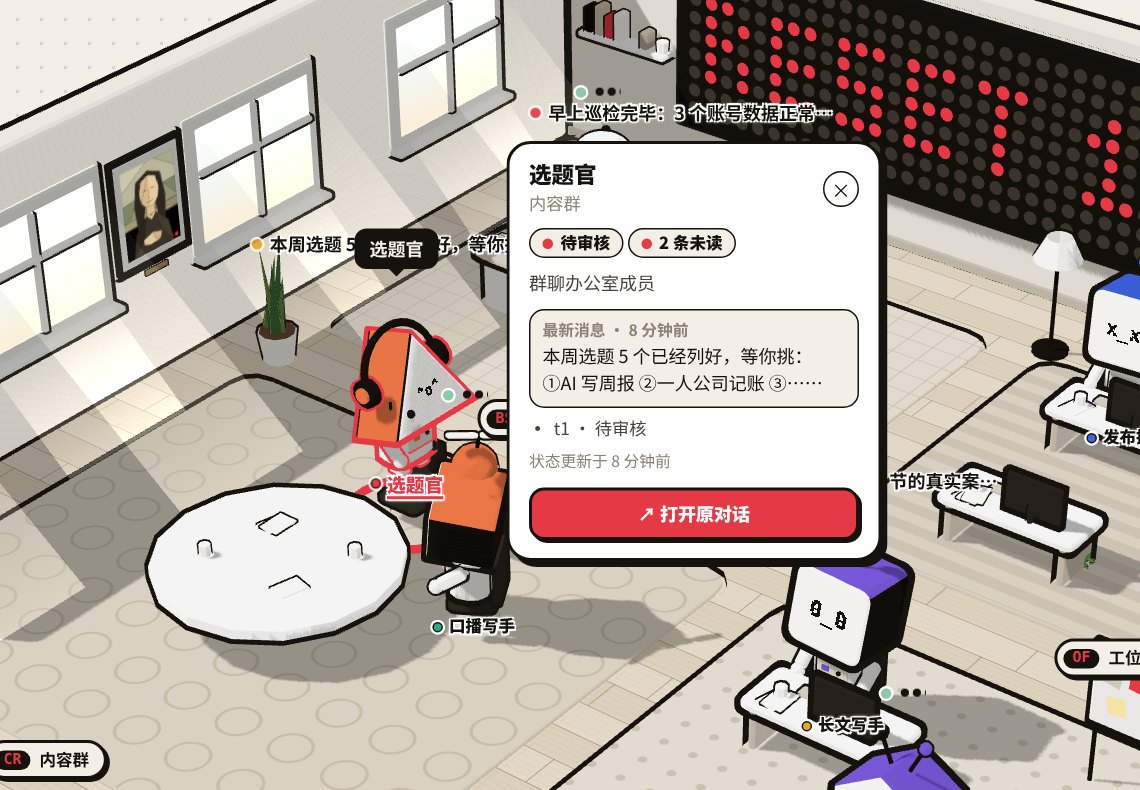 早上巡检完毕：3 个账号数据正常…
选题官
内容群
待审核
2 条未读
群聊办公室成员
最新消息 · 8 分钟前
本周选题 5 个已经列好，等你挑：
①AI 写周报 ②一人公司记账 ③……
• t1 · 待审核
状态更新于 8 分钟前
↗ 打开原对话
本周选题 5
好，等你
选题官
选题官
口播写手
x_x
发布
节的真实案…
0_0
OF 工位
长文写手
CR 内容群